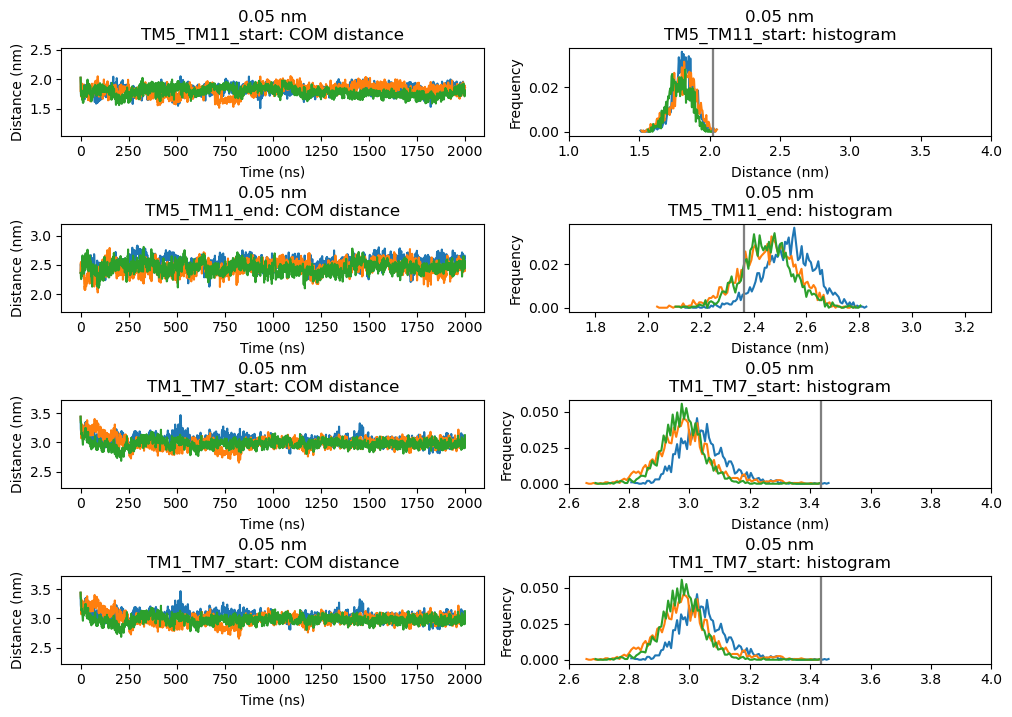 0.05 nm
TM5_TM11_start: COM distance
Distance (nm)
2.5
2.0
1.5
0 250 500 750 1000 1250 1500 1750 2000
Time (ns)
0.05 nm
TM5_TM11_start: histogram
Frequency
0.02
0.00
1.0 1.5 2.0 2.5 3.0 3.5 4.0
Distance (nm)
0.05 nm
TM5_TM11_end: COM distance
Distance (nm)
3.0
2.5
2.0
0 250 500 750 1000 1250 1500 1750 2000
Time (ns)
0.05 nm
TM5_TM11_end: histogram
Frequency
0.02
0.00
1.8 2.0 2.2 2.4 2.6 2.8 3.0 3.2
Distance (nm)
0.05 nm
TM1_TM7_start: COM distance
Distance (nm)
3.5
3.0
2.5
0 250 500 750 1000 1250 1500 1750 2000
Time (ns)
0.05 nm
TM1_TM7_start: histogram
Frequency
0.050
0.025
0.000
2.6 2.8 3.0 3.2 3.4 3.6 3.8 4.0
Distance (nm)
0.05 nm
TM1_TM7_start: COM distance
Distance (nm)
3.5
3.0
2.5
0 250 500 750 1000 1250 1500 1750 2000
Time (ns)
0.05 nm
TM1_TM7_start: histogram
Frequency
0.050
0.025
0.000
2.6 2.8 3.0 3.2 3.4 3.6 3.8 4.0
Distance (nm)